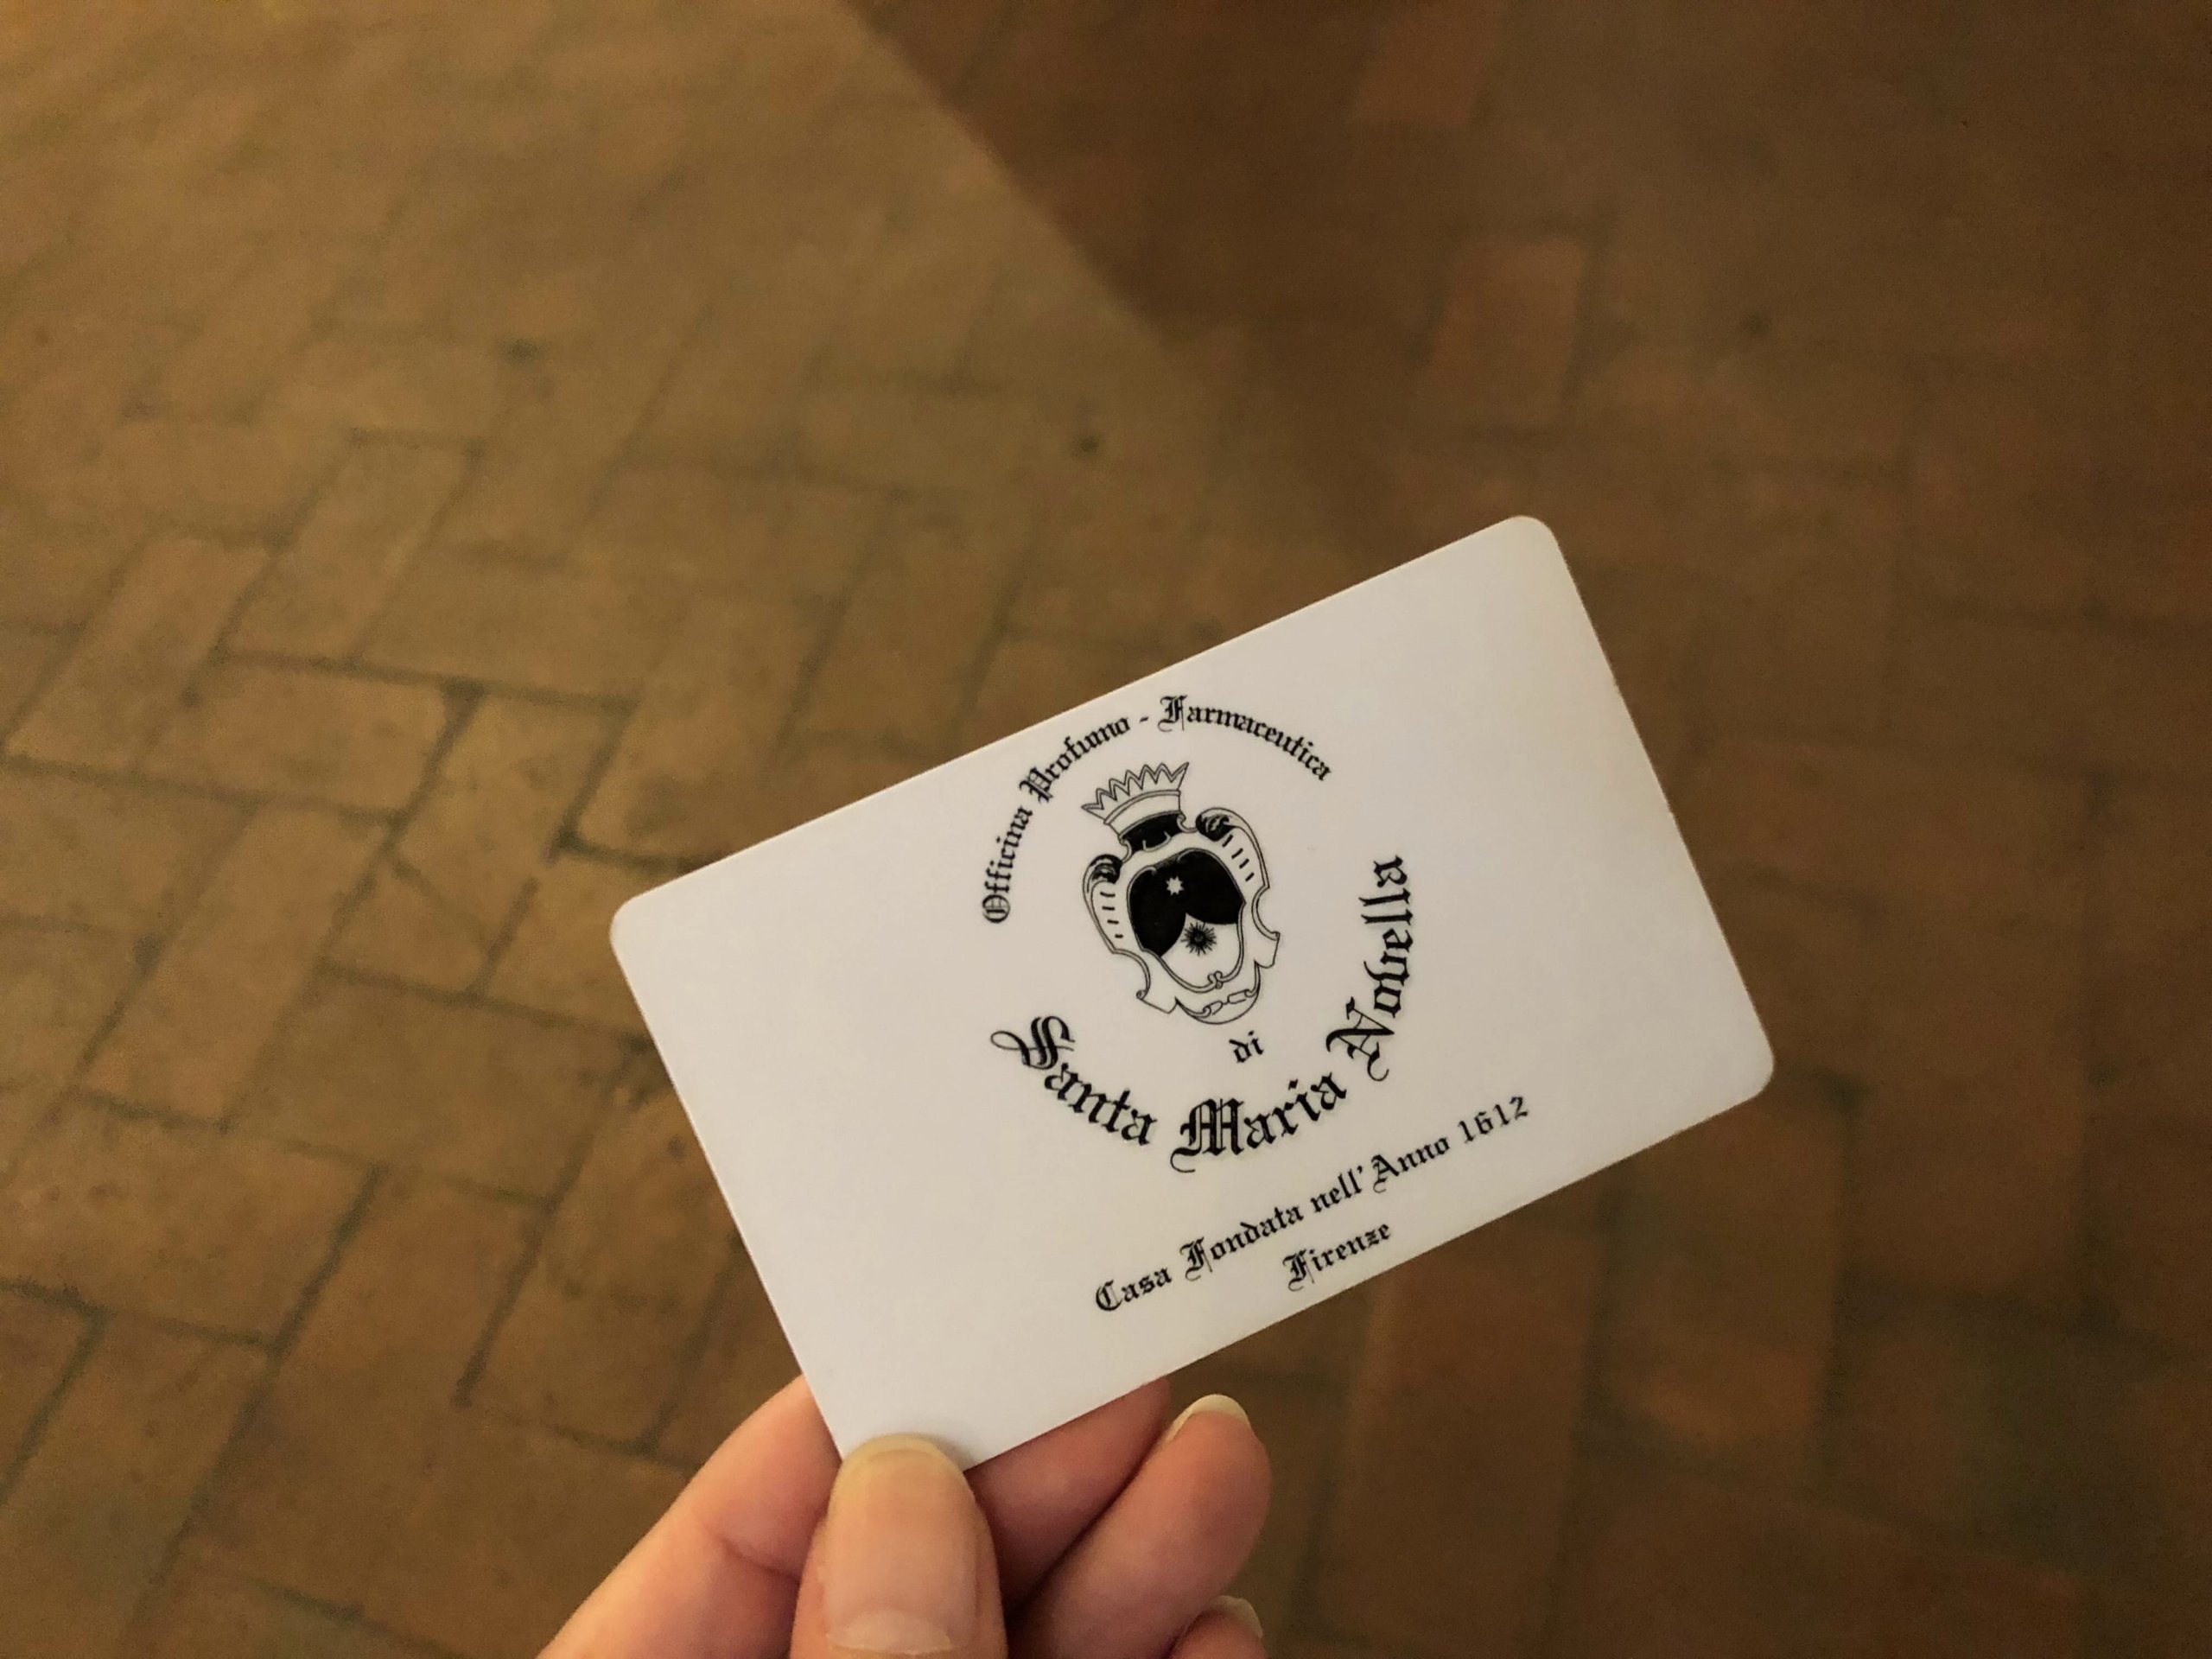 Officina Profumo - Farmaceutica
di
Santa Maria Novella
Casa Fondata nell' Anno 1612
Firenze